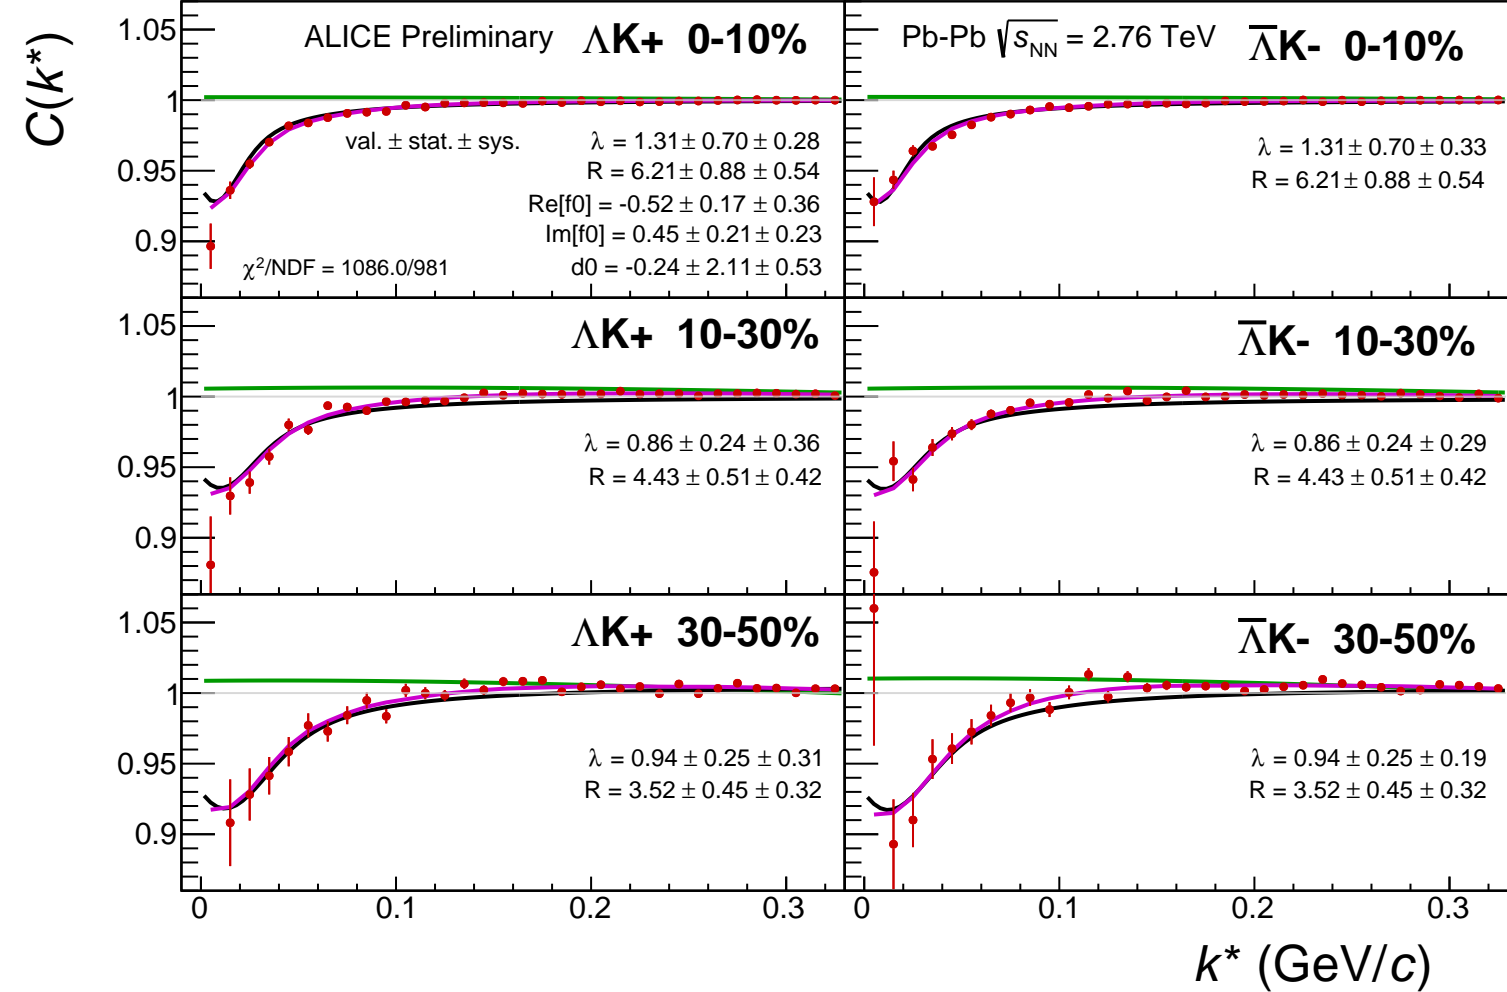 C(k*)
ALICE Preliminary ΛK+ 0-10%
1.05
1
0.95
0.9
val. ± stat. ± sys.
λ = 1.31± 0.70 ± 0.28
R = 6.21± 0.88 ± 0.54
Re[f0] = -0.52 ± 0.17 ± 0.36
Im[f0] = 0.45 ± 0.21 ± 0.23
χ²/NDF = 1086.0/981
d0 = -0.24 ± 2.11 ± 0.53
Pb-Pb √sNN = 2.76 TeV Λ̅K- 0-10%
λ = 1.31± 0.70 ± 0.33
R = 6.21± 0.88 ± 0.54
ΛK+ 10-30%
1.05
1
0.95
0.9
λ = 0.86 ± 0.24 ± 0.36
R = 4.43 ± 0.51 ± 0.42
Λ̅K- 10-30%
λ = 0.86 ± 0.24 ± 0.29
R = 4.43 ± 0.51 ± 0.42
ΛK+ 30-50%
1.05
1
0.95
0.9
λ = 0.94 ± 0.25 ± 0.31
R = 3.52 ± 0.45 ± 0.32
Λ̅K- 30-50%
λ = 0.94 ± 0.25 ± 0.19
R = 3.52 ± 0.45 ± 0.32
0 0.1 0.2 0.3
0 0.1 0.2 0.3
k* (GeV/c)